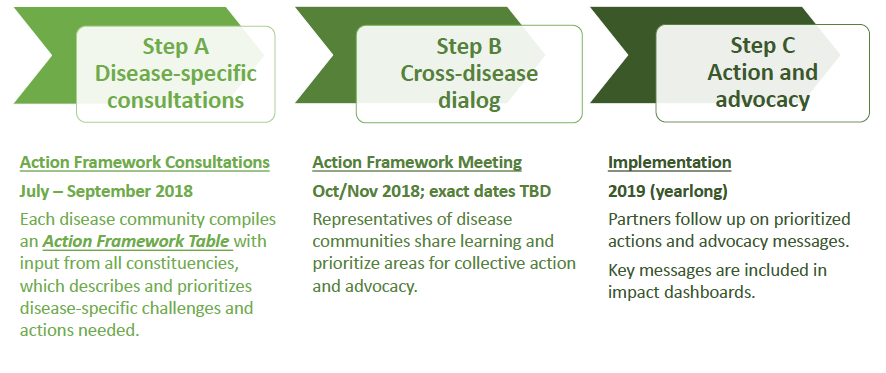 Step A
Disease-specific
consultations
Action Framework Consultations
July – September 2018
Each disease community compiles
an Action Framework Table with
input from all constituencies,
which describes and prioritizes
disease-specific challenges and
actions needed.
Step B
Cross-disease
dialog
Action Framework Meeting
Oct/Nov 2018; exact dates TBD
Representatives of disease
communities share learning and
prioritize areas for collective action
and advocacy.
Step C
Action and
advocacy
Implementation
2019 (yearlong)
Partners follow up on prioritized
actions and advocacy messages.
Key messages are included in
impact dashboards.